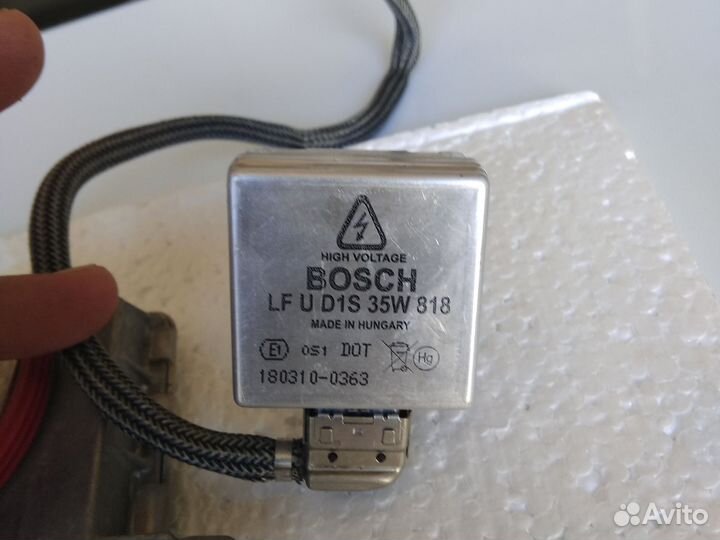 HIGH VOLTAGE
BOSCH
LF U D1S 35W 818
MADE IN HUNGARY
E1 051 DOT Hg
180310-0363
Avito